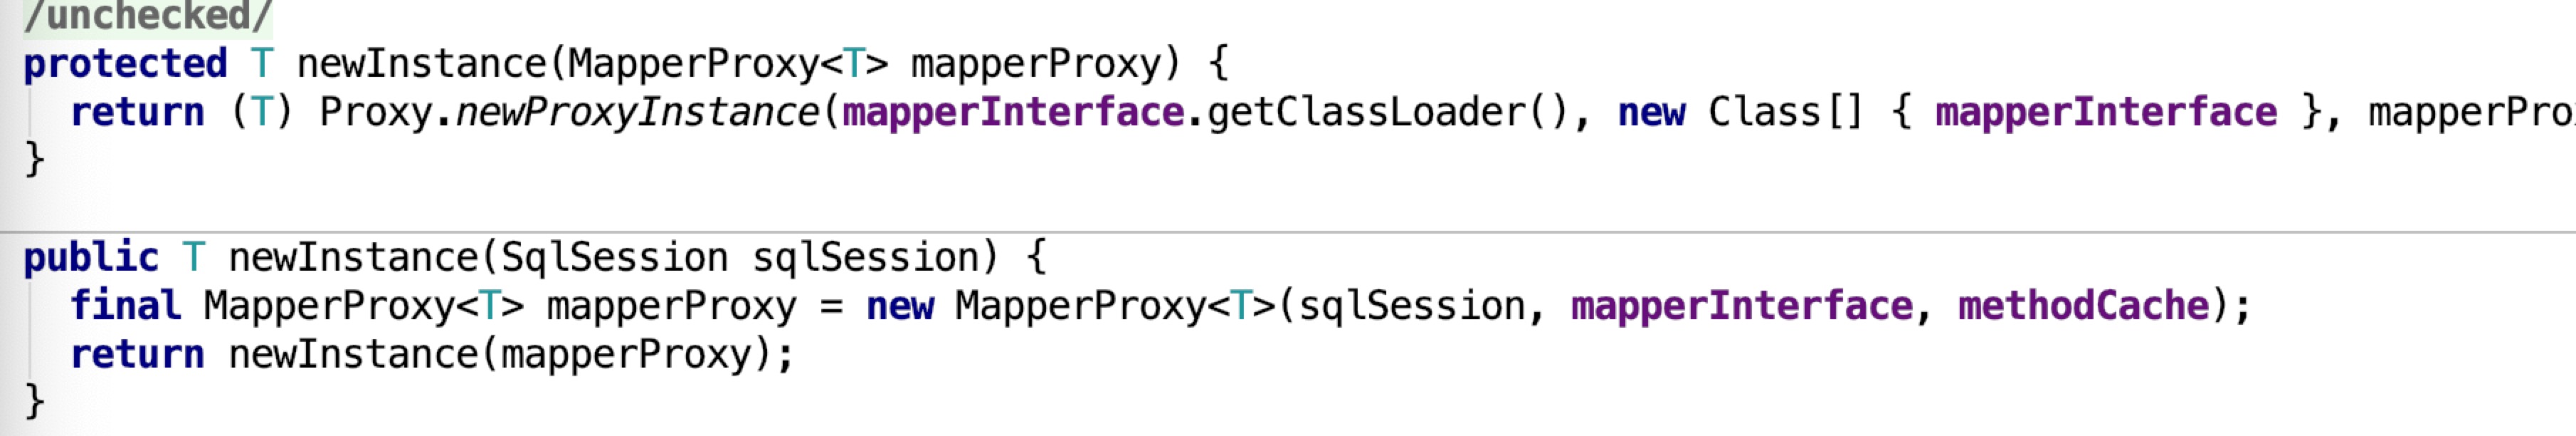 /unchecked/
protected T newInstance(MapperProxy<T> mapperProxy) {
return (T) Proxy.newProxyInstance(mapperInterface.getClassLoader(), new Class[] { mapperInterface }, mapperPro
}
public T newInstance(SqlSession sqlSession) {
final MapperProxy<T> mapperProxy = new MapperProxy<T>(sqlSession, mapperInterface, methodCache);
return newInstance(mapperProxy);
}